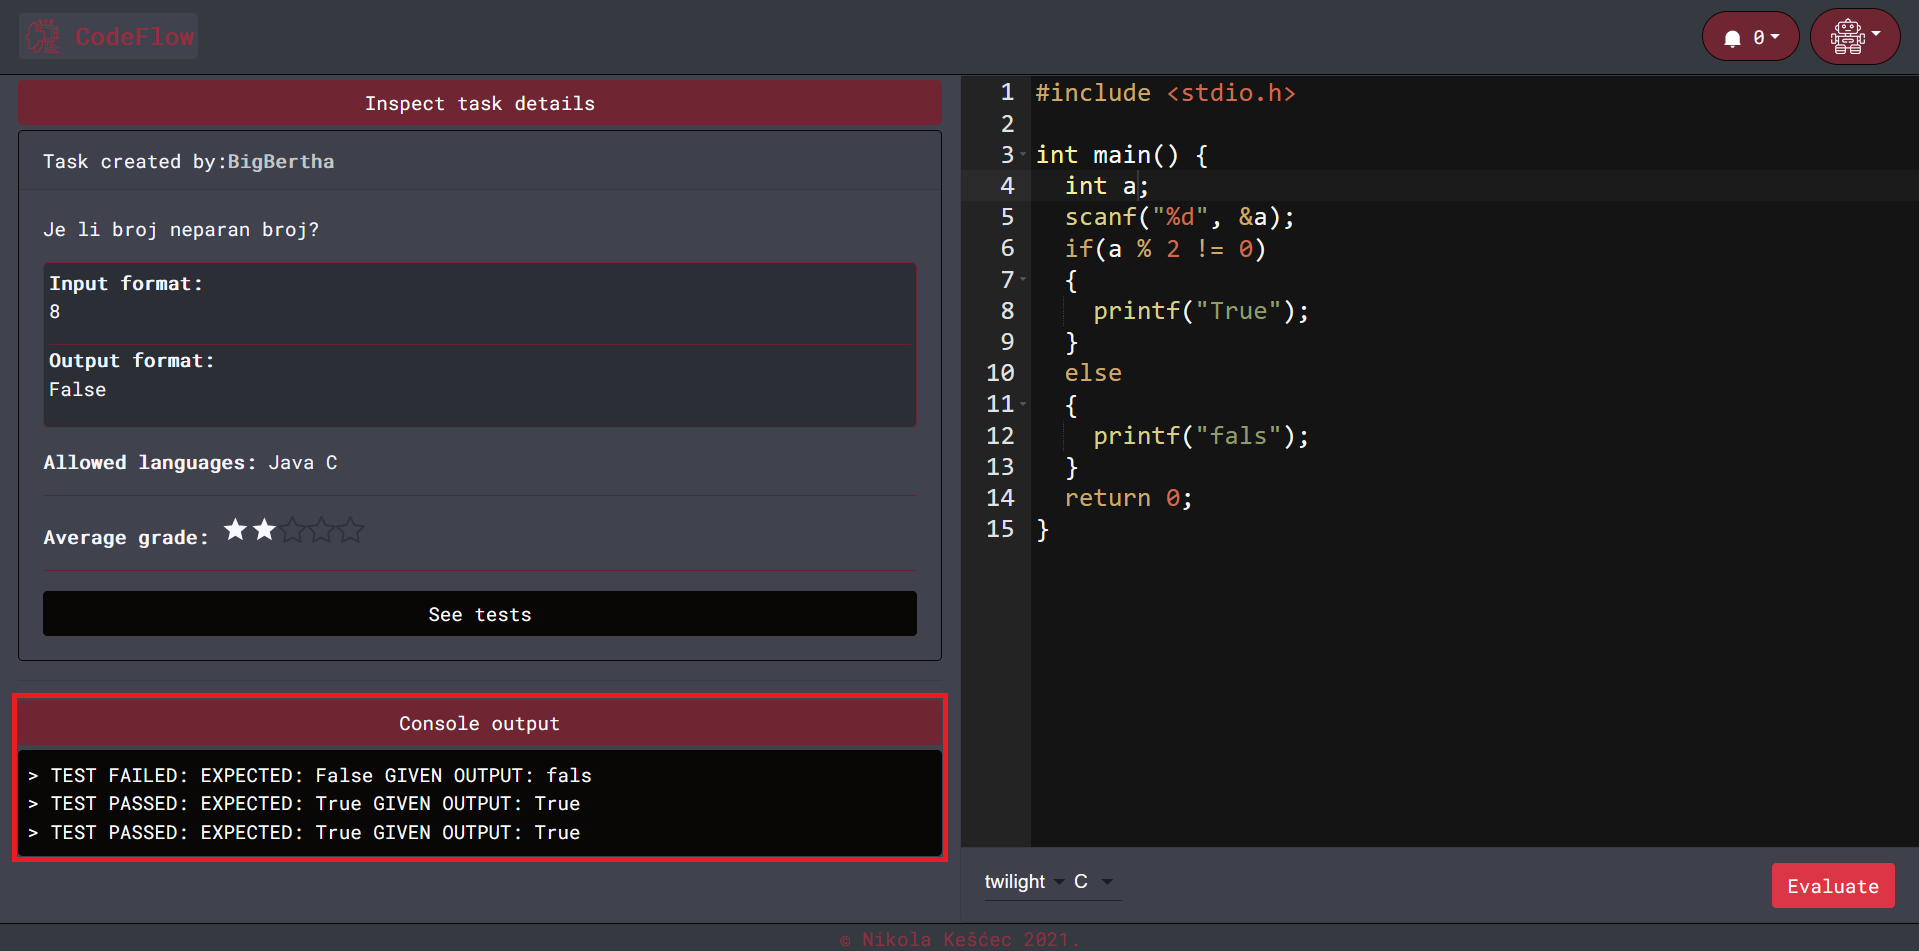 CodeFlow
0
Inspect task details
Task created by:BigBertha
Je li broj neparan broj?
Input format:
8
Output format:
False
Allowed languages: Java C
Average grade:
See tests
Console output
> TEST FAILED: EXPECTED: False GIVEN OUTPUT: fals
> TEST PASSED: EXPECTED: True GIVEN OUTPUT: True
> TEST PASSED: EXPECTED: True GIVEN OUTPUT: True
1 #include <stdio.h>
2
3 int main() {
4 int a;
5 scanf("%d", &a);
6 if(a % 2 != 0)
7 {
8 printf("True");
9 }
10 else
11 {
12 printf("fals");
13 }
14 return 0;
15 }
twilight C
Evaluate
© Nikola Kešćec 2021.